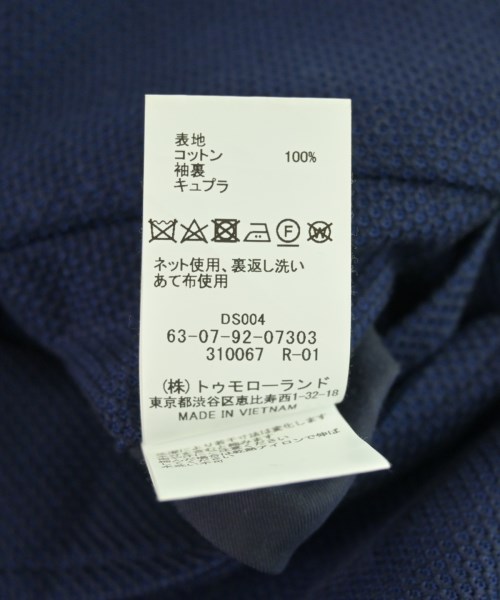 表地
コットン 100%
袖裏
キュプラ
F
ネット使用、裏返し洗い
あて布使用
DS004
63-07-92-07303
310067 R-01
(株)トゥモローランド
東京都渋谷区恵比寿西1-32-18
MADE IN VIETNAM